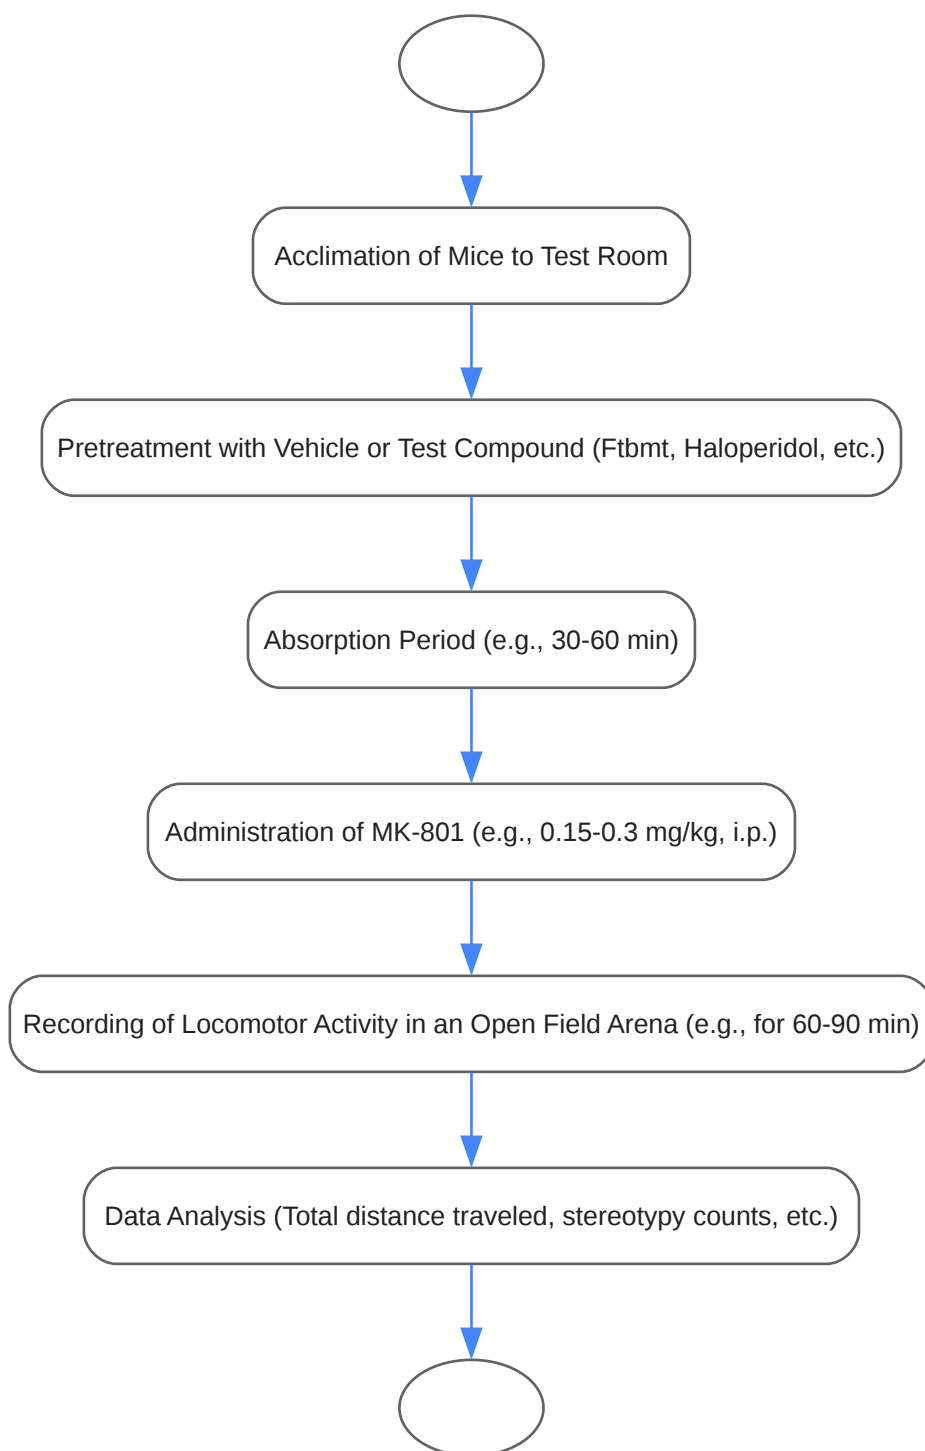 Acclimation of Mice to Test Room
Pretreatment with Vehicle or Test Compound (Ftbmt, Haloperidol, etc.)
Absorption Period (e.g., 30-60 min)
Administration of MK-801 (e.g., 0.15-0.3 mg/kg, i.p.)
Recording of Locomotor Activity in an Open Field Arena (e.g., for 60-90 min)
Data Analysis (Total distance traveled, stereotypy counts, etc.)